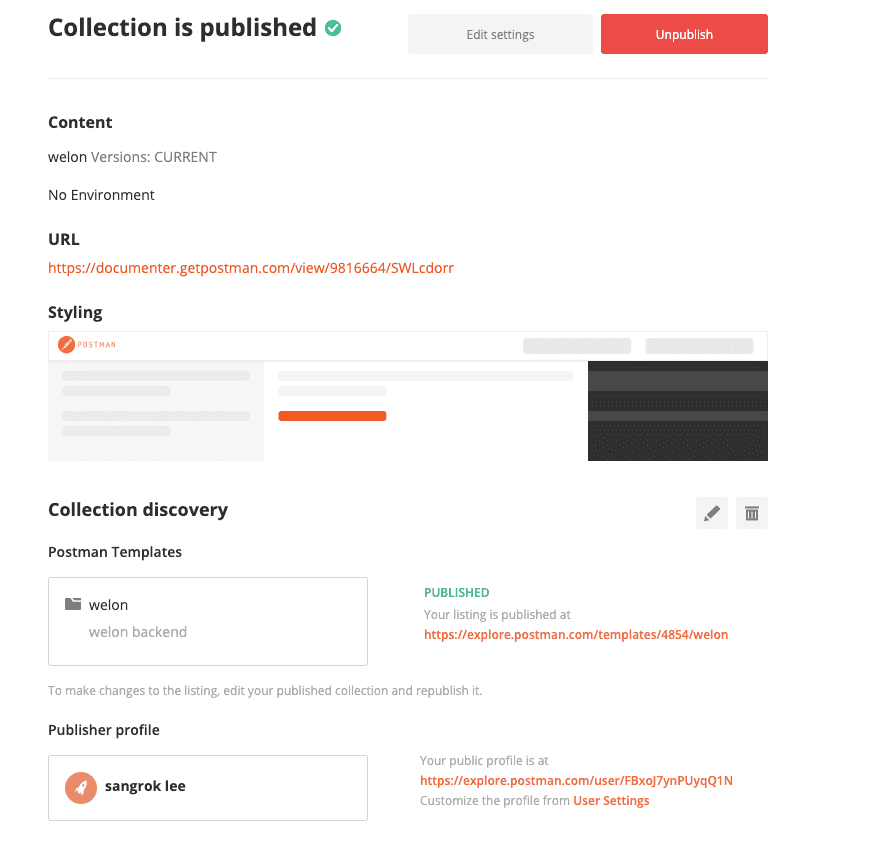 Collection is published
Edit settings
Unpublish
Content
welon Versions: CURRENT
No Environment
URL
https://documenter.getpostman.com/view/9816664/SWLcdorr
Styling
POSTMAN
Collection discovery
Postman Templates
welon
welon backend
PUBLISHED
Your listing is published at
https://explore.postman.com/templates/4854/welon
To make changes to the listing, edit your published collection and republish it.
Publisher profile
sangrok lee
Your public profile is at
https://explore.postman.com/user/FBxoJ7ynPUyqQ1N
Customize the profile from User Settings